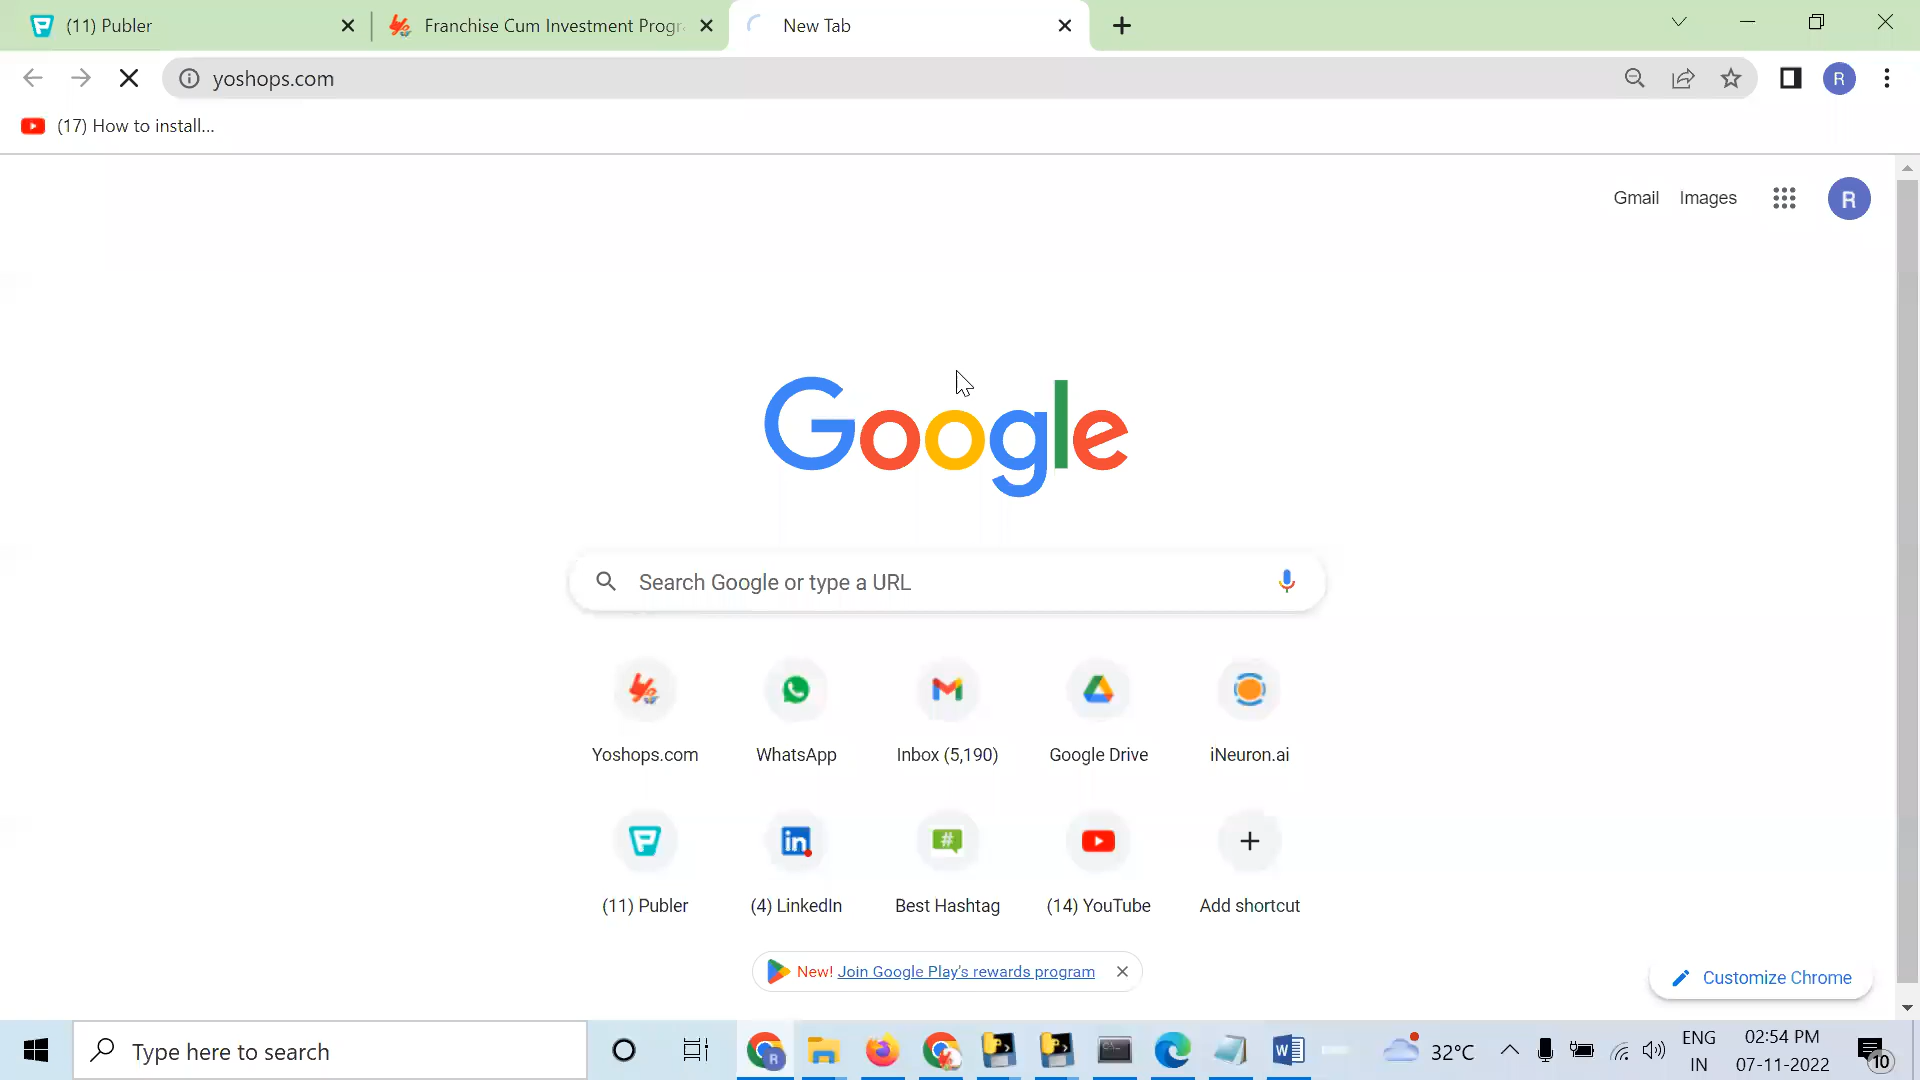 (11) Publer
Franchise Cum Investment Progr
New Tab
yoshops.com
R
(17) How to install...
Gmail Images
R
Google
Search Google or type a URL
Yoshops.com WhatsApp Inbox (5,190) Google Drive iNeuron.ai
(11) Publer (4) LinkedIn Best Hashtag (14) YouTube Add shortcut
New! Join Google Play's rewards program
Customize Chrome
Type here to search
32°C
ENG
IN
02:54 PM
07-11-2022
10